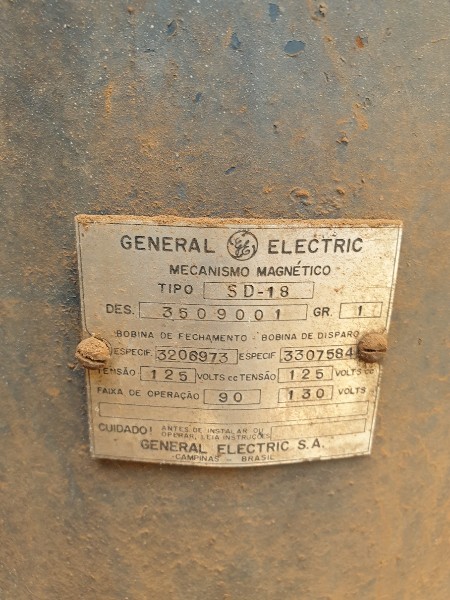 GENERAL GE ELECTRIC
MECANISMO MAGNÉTICO
TIPO SD-18
DES. 3509001 GR. 1
BOBINA DE FECHAMENTO - BOBINA DE DISPARO
ESPECIF. 3206973 ESPECIF 3307584
TENSÃO 125 VOLTS cc TENSÃO 125 VOLTS cc
FAIXA DE OPERAÇÃO 90 130 VOLTS
CUIDADO! ANTES DE INSTALAR OU
OPERAR, LEIA INSTRUÇÕES
GENERAL ELECTRIC S.A.
CAMPINAS - BRASIL